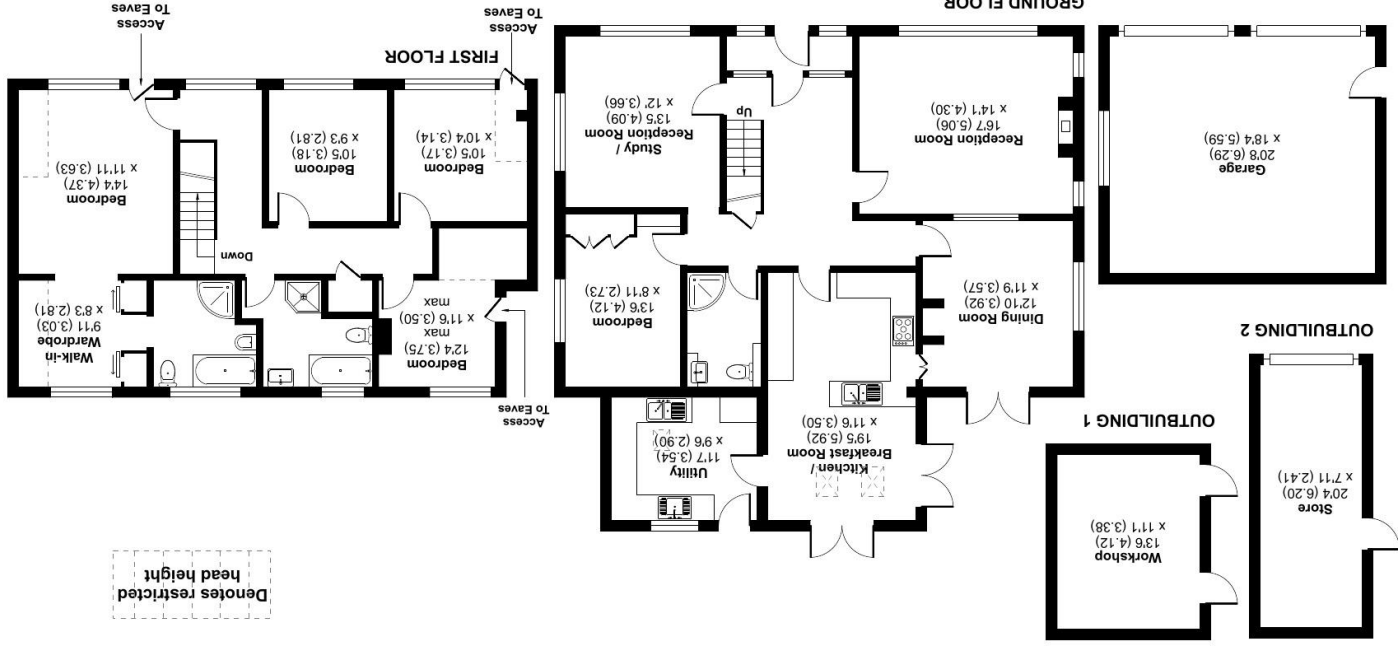 Store
20'4 (6.20)
x 7'11 (2.41)
OUTBUILDING 2
Workshop
13'6 (4.12)
x 11'1 (3.38)
OUTBUILDING 1
Denotes restricted
head height
Garage
20'8 (6.29)
x 18'4 (5.59)
Kitchen /
Breakfast Room
19'5 (5.92)
x 11'6 (3.50)
Utility
11'7 (3.54)
x 9'6 (2.90)
Dining Room
12'10 (3.92)
x 11'9 (3.57)
Bedroom
13'6 (4.12)
x 8'11 (2.73)
Reception Room
16'7 (5.06)
x 14'1 (4.30)
Up
Study /
Reception Room
13'5 (4.09)
x 12' (3.66)
GROUND FLOOR
Access
To Eaves
Bedroom
12'4 (3.75)
max
x 11'6 (3.50)
max
Walk-in
Wardrobe
9'11 (3.03)
x 8'3 (2.81)
Down
Bedroom
10'5 (3.17)
x 10'4 (3.14)
Bedroom
10'5 (3.18)
x 9'3 (2.81)
Bedroom
14'4 (4.37)
x 11'11 (3.63)
FIRST FLOOR
Access
To Eaves
Access
To Eaves